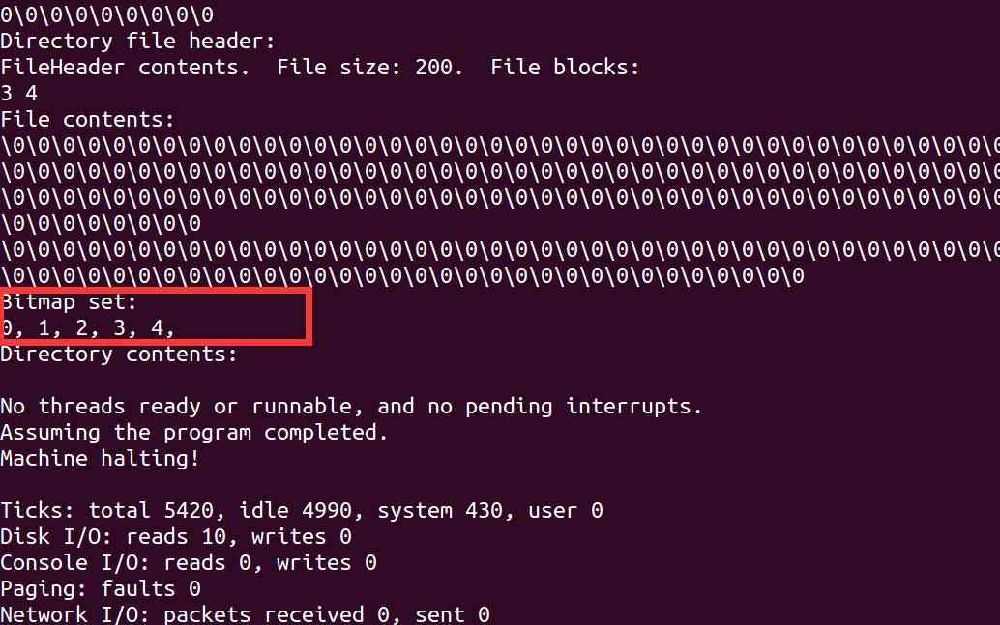 0\0\0\0\0\0\0\0\0
Directory file header:
FileHeader contents.  File size: 200.  File blocks:
3 4
File contents:
\0\0\0\0\0\0\0\0\0\0\0\0\0\0\0\0\0\0\0\0\0\0\0\0\0\0\0\0\0\0\0\0\0\0\0\0\0\0\0\0
\0\0\0\0\0\0\0\0\0\0\0\0\0\0\0\0\0\0\0\0\0\0\0\0\0\0\0\0\0\0\0\0\0\0\0\0\0\0\0\0
\0\0\0\0\0\0\0\0\0\0\0\0\0\0\0\0\0\0\0\0\0\0\0\0\0\0\0\0\0\0\0\0\0\0\0\0\0\0\0\0
\0\0\0\0\0\0\0\0
\0\0\0\0\0\0\0\0\0\0\0\0\0\0\0\0\0\0\0\0\0\0\0\0\0\0\0\0\0\0\0\0\0\0\0\0\0\0\0\0
\0\0\0\0\0\0\0\0\0\0\0\0\0\0\0\0\0\0\0\0\0\0\0\0\0\0\0\0\0\0\0\0
Bitmap set:
0, 1, 2, 3, 4,
Directory contents:
No threads ready or runnable, and no pending interrupts.
Assuming the program completed.
Machine halting!
Ticks: total 5420, idle 4990, system 430, user 0
Disk I/O: reads 10, writes 0
Console I/O: reads 0, writes 0
Paging: faults 0
Network I/O: packets received 0, sent 0